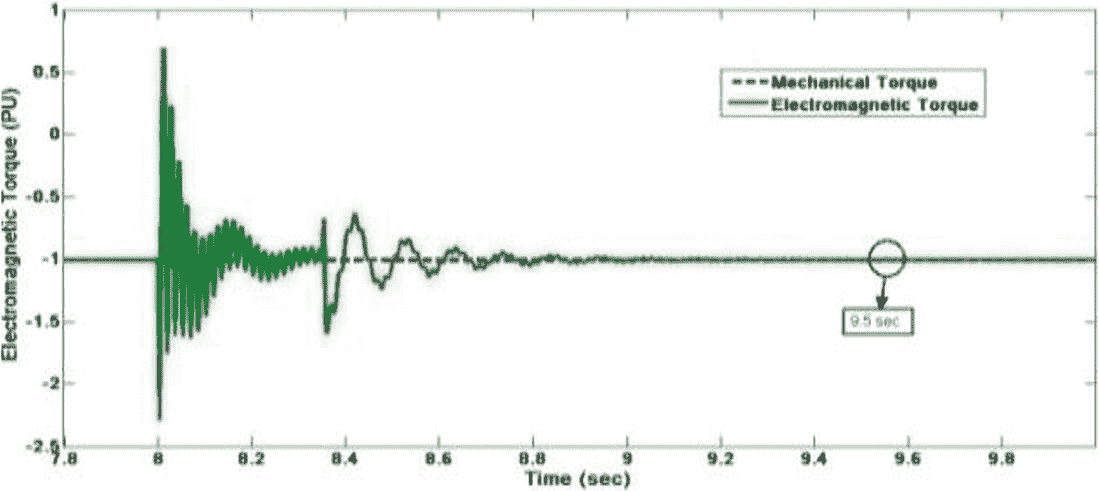 1
0.5
0
-0.5
-1
-1.5
-2
-2.5
Electromagnetic Torque (PU)
Mechanical Torque
Electromagnetic Torque
9.5 sec
7.8 8 8.2 8.4 8.6 8.8 9 9.2 9.4 9.6 9.8
Time (sec)